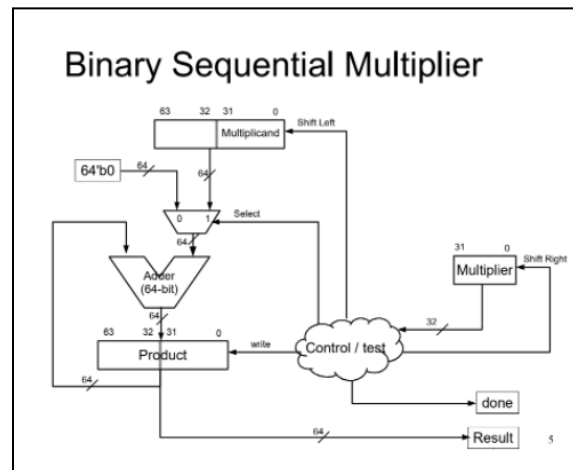 Binary Sequential Multiplier
63 32 31 0
Multiplicand
Shift Left
64'b0
64
64
0 1
Select
64
Adder
(64-bit)
64
63 32 31 0
Product
write
Control / test
31 0
Multiplier
Shift Right
32
64
done
64
Result
5